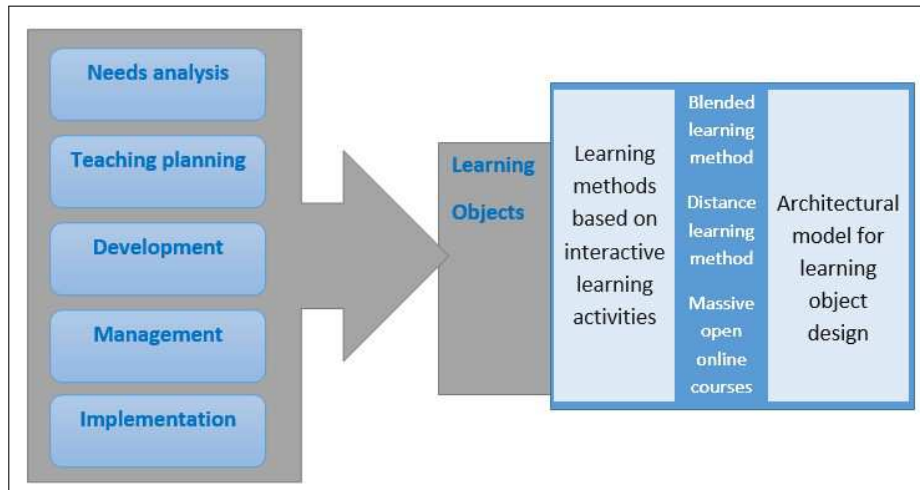 Needs analysis
Teaching planning
Development
Management
Implementation
Learning
Objects
Learning
methods
based on
interactive
learning
activities
Blended
learning
method
Distance
learning
method
Massive
open
online
courses
Architectural
model for
learning
object
design